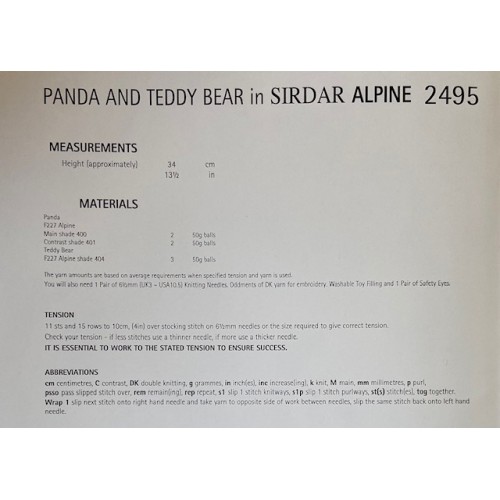 PANDA AND TEDDY BEAR in SIRDAR ALPINE 2495
MEASUREMENTS
Height (approximately) 34 cm
13½ in
MATERIALS
Panda
F227 Alpine
Main shade 400 2 50g balls
Contrast shade 401 2 50g balls
Teddy Bear
F227 Alpine shade 404 3 50g balls
The yarn amounts are based on average requirements when specified tension and yarn is used.
You will also need 1 Pair of 6½mm (UK3 - USA10.5) Knitting Needles, Oddments of DK yarn for embroidery. Washable Toy Filling and 1 Pair of Safety Eyes.
TENSION
11 sts and 15 rows to 10cm, (4in) over stocking stitch on 6½mm needles or the size required to give correct tension.
Check your tension - if less stitches use a thinner needle, if more use a thicker needle.
IT IS ESSENTIAL TO WORK TO THE STATED TENSION TO ENSURE SUCCESS.
ABBREVIATIONS
cm centimetres, C contrast, DK double knitting, g grammes, in inch(es), inc increase(ing), k knit, M main, mm millimetres, p purl,
psso pass slipped stitch over, rem remain(ing), rep repeat, s1 slip 1 stitch knitways, s1p slip 1 stitch purlways, st(s) stitch(es), tog together.
Wrap 1 slip next stitch onto right hand needle and take yarn to opposite side of work between needles, slip the same stitch back onto left hand
needle.